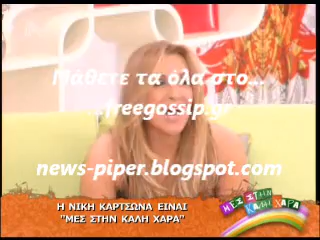 Μάθετε τα όλα στο...
...freegossip.gr
news-piper.blogspot.com
Η ΝΙΚΗ ΚΑΡΤΣΩΝΑ ΕΙΝΑΙ
"ΜΕΣ ΣΤΗΝ ΚΑΛΗ ΧΑΡΑ"
ΜΕΣ ΣΤΗΝ
ΚΑΛΗ ΧΑΡΑ